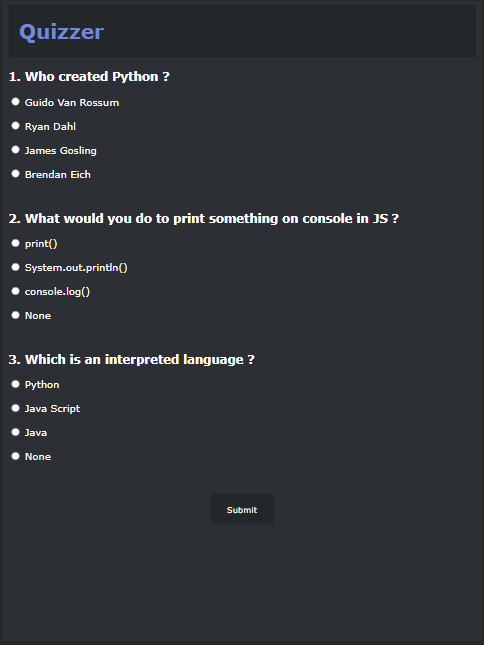 Quizzer
1. Who created Python ?
Guido Van Rossum
Ryan Dahl
James Gosling
Brendan Eich
2. What would you do to print something on console in JS ?
print()
System.out.println()
console.log()
None
3. Which is an interpreted language ?
Python
Java Script
Java
None
Submit